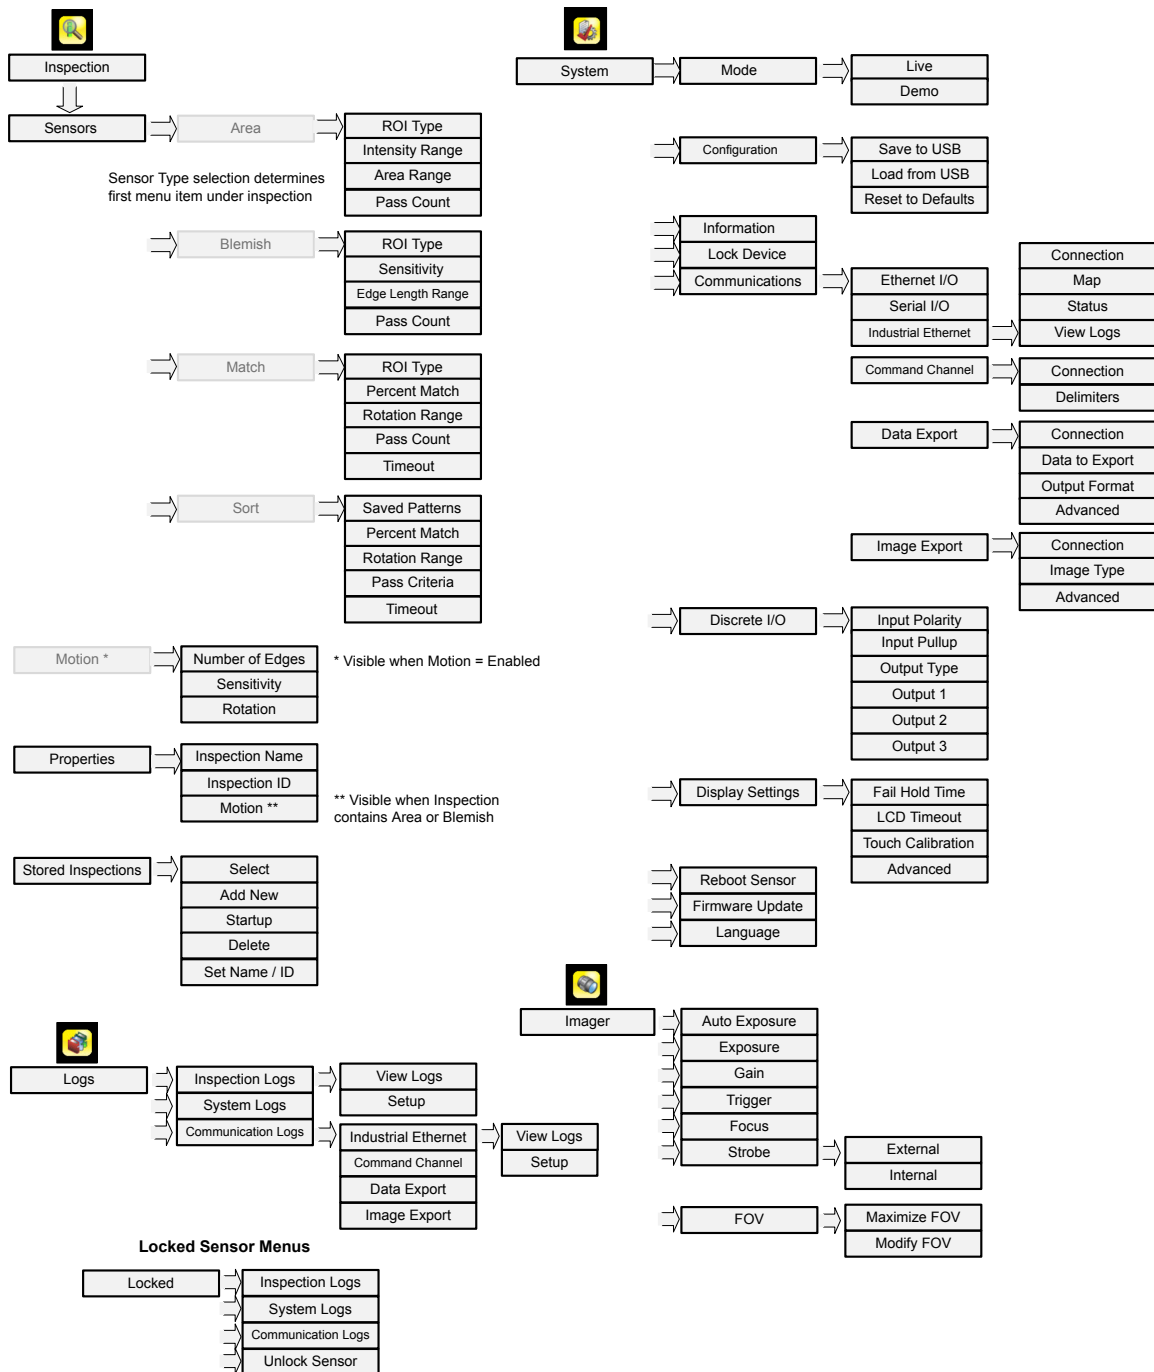 Inspection
Sensors
Area
ROI Type
Intensity Range
Area Range
Pass Count
Sensor Type selection determines
first menu item under inspection
Blemish
ROI Type
Sensitivity
Edge Length Range
Pass Count
Match
ROI Type
Percent Match
Rotation Range
Pass Count
Timeout
Sort
Saved Patterns
Percent Match
Rotation Range
Pass Criteria
Timeout
Motion *
Number of Edges
Sensitivity
Rotation
* Visible when Motion = Enabled
Properties
Inspection Name
Inspection ID
Motion **
** Visible when Inspection
contains Area or Blemish
Stored Inspections
Select
Add New
Startup
Delete
Set Name / ID
Logs
Inspection Logs
View Logs
Setup
System Logs
Communication Logs
Industrial Ethernet
Command Channel
Data Export
Image Export
View Logs
Setup
Locked Sensor Menus
Locked
Inspection Logs
System Logs
Communication Logs
Unlock Sensor
System
Mode
Live
Demo
Configuration
Save to USB
Load from USB
Reset to Defaults
Information
Lock Device
Communications
Ethernet I/O
Serial I/O
Industrial Ethernet
Connection
Map
Status
View Logs
Command Channel
Connection
Delimiters
Data Export
Connection
Data to Export
Output Format
Advanced
Image Export
Connection
Image Type
Advanced
Discrete I/O
Input Polarity
Input Pullup
Output Type
Output 1
Output 2
Output 3
Display Settings
Fail Hold Time
LCD Timeout
Touch Calibration
Advanced
Reboot Sensor
Firmware Update
Language
Imager
Auto Exposure
Exposure
Gain
Trigger
Focus
Strobe
External
Internal
FOV
Maximize FOV
Modify FOV